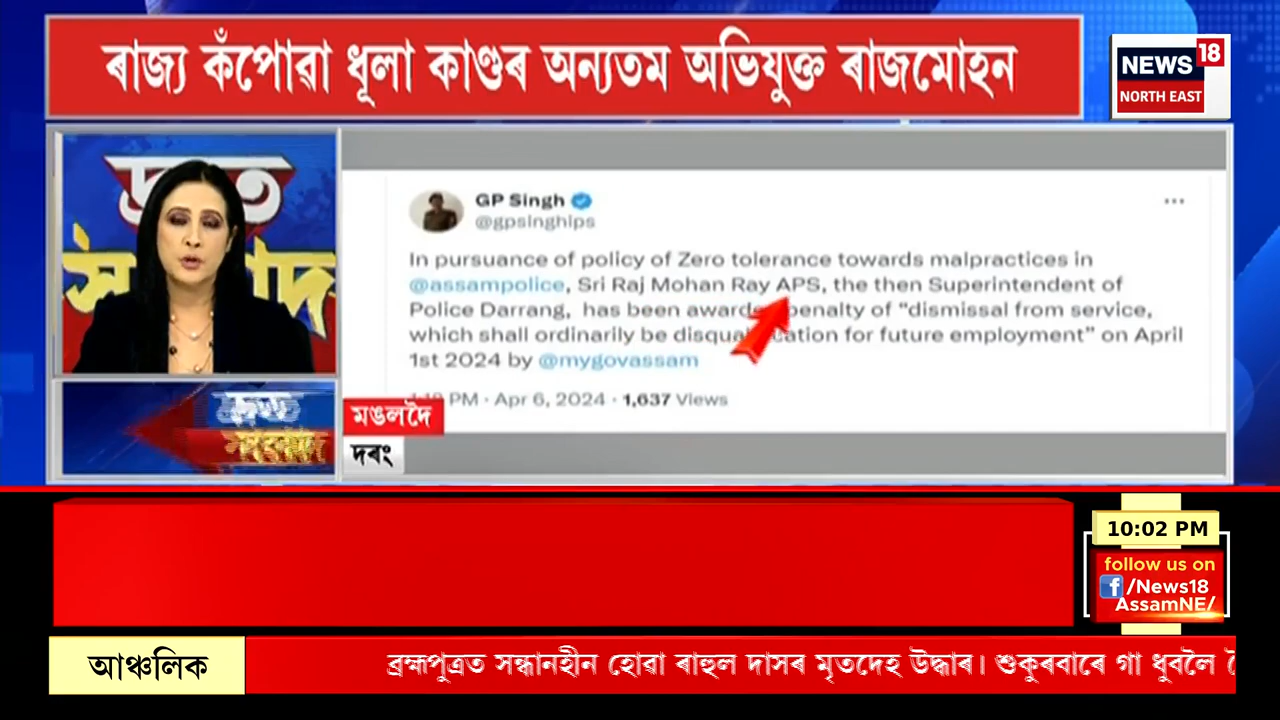 ৰাজ্য কঁপোৱা ধূলা কাণ্ডৰ অন্যতম অভিযুক্ত ৰাজমোহন
NEWS 18
NORTH EAST
দ্রুত
GP Singh
@gpsinghips
In pursuance of policy of Zero tolerance towards malpractices in
@assampolice, Sri Raj Mohan Ray APS, the then Superintendent of
Police Darrang, has been awarded penalty of “dismissal from service,
which shall ordinarily be disqualification for future employment” on April
1st 2024 by @mygovassam
PM · Apr 6, 2024 · 1,637 Views
মঙলদৈ
দৰং
10:02 PM
follow us on
/News18
AssamNE/
আঞ্চলিক
ব্ৰহ্মপুত্ৰত সন্ধানহীন হোৱা ৰাহুল দাসৰ মৃতদেহ উদ্ধাৰ। শুকুৰবাৰে গা ধুবলৈ